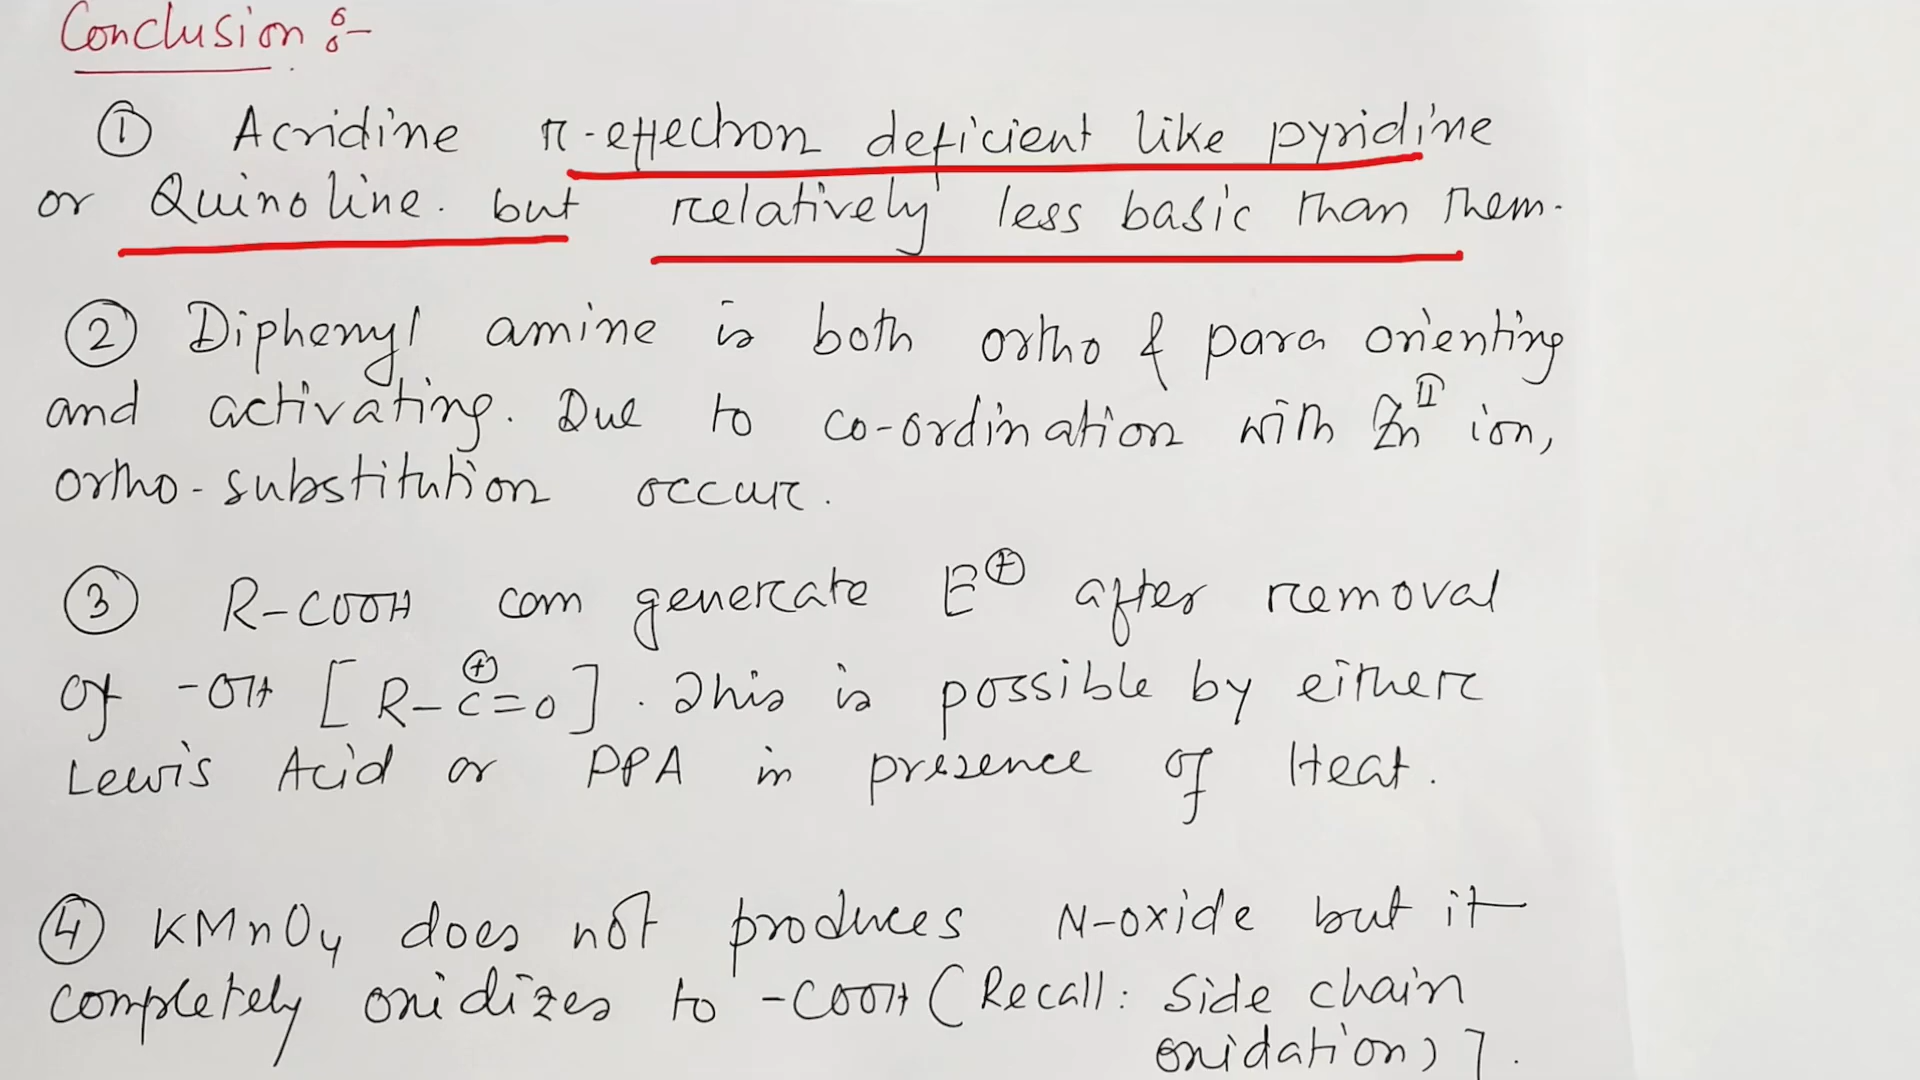 Conclusion :-
① Acridine π-effectron deficient like pyridine
or Quinoline. but relatively less basic than them.
② Diphenyl amine is both ortho & para orienting
and activating. Due to co-ordination with Zn^II ion,
ortho-substitution occur.
③ R-COOH can generate E⊕ after removal
of -OH [R-C⊕=O]. This is possible by either
Lewis Acid or PPA in presence of Heat.
④ KMnO4 does not produces N-oxide but it
completely oxidizes to -COOH (Recall: Side chain
oxidation)].